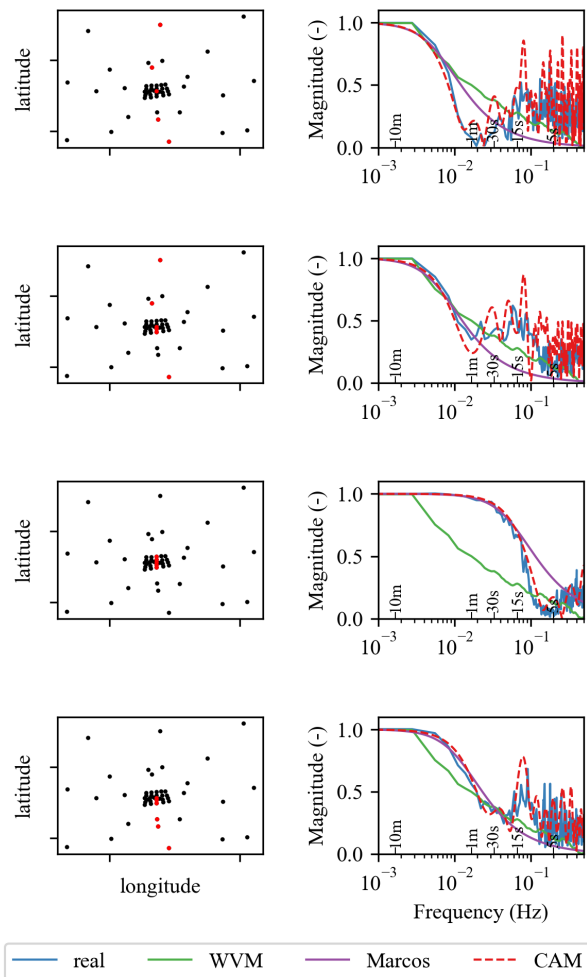 latitude
Magnitude (-)
1.0
0.5
0.0
10m
1m
30s
15s
5s
10⁻³
10⁻²
10⁻¹
latitude
Magnitude (-)
1.0
0.5
0.0
10m
1m
30s
15s
5s
10⁻³
10⁻²
10⁻¹
latitude
Magnitude (-)
1.0
0.5
0.0
10m
1m
30s
15s
5s
10⁻³
10⁻²
10⁻¹
latitude
Magnitude (-)
1.0
0.5
0.0
10m
1m
30s
15s
5s
10⁻³
10⁻²
10⁻¹
longitude
Frequency (Hz)
real WVM Marcos CAM